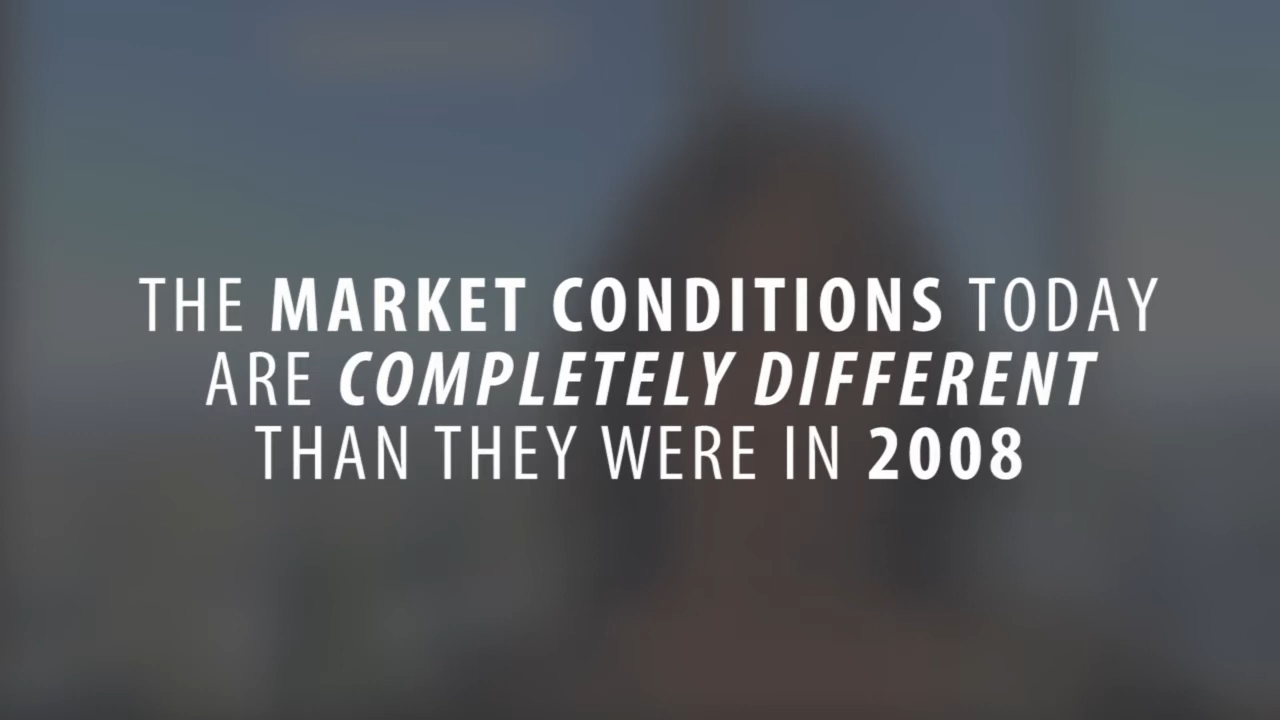 THE MARKET CONDITIONS TODAY
ARE COMPLETELY DIFFERENT
THAN THEY WERE IN 2008